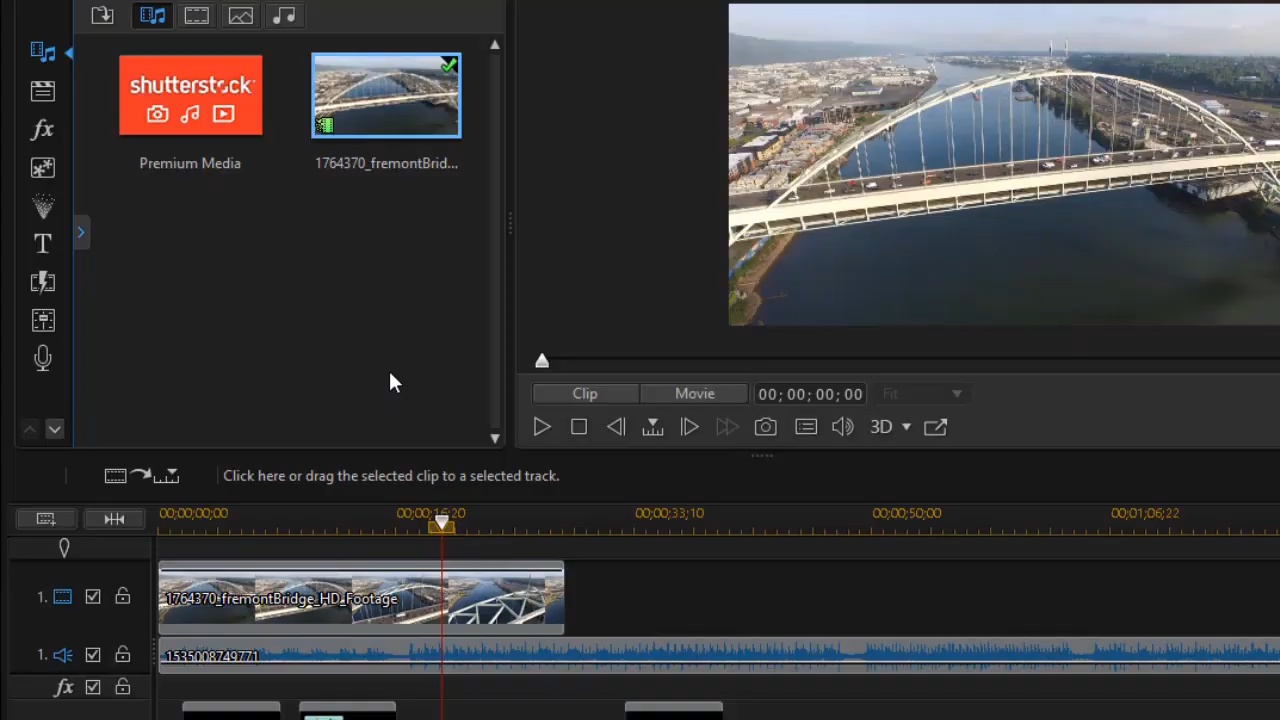 shutterstock
Premium Media
1764370_fremontBrid...
fx
T
Clip
Movie
00; 00; 00; 00
Fit
3D
Click here or drag the selected clip to a selected track.
00;00;00;00
00;00;16;20
00;00;33;10
00;00;50;00
00;01;06;22
1.
1764370_fremontBridge_HD_Footage
1.
1535008749771
fx